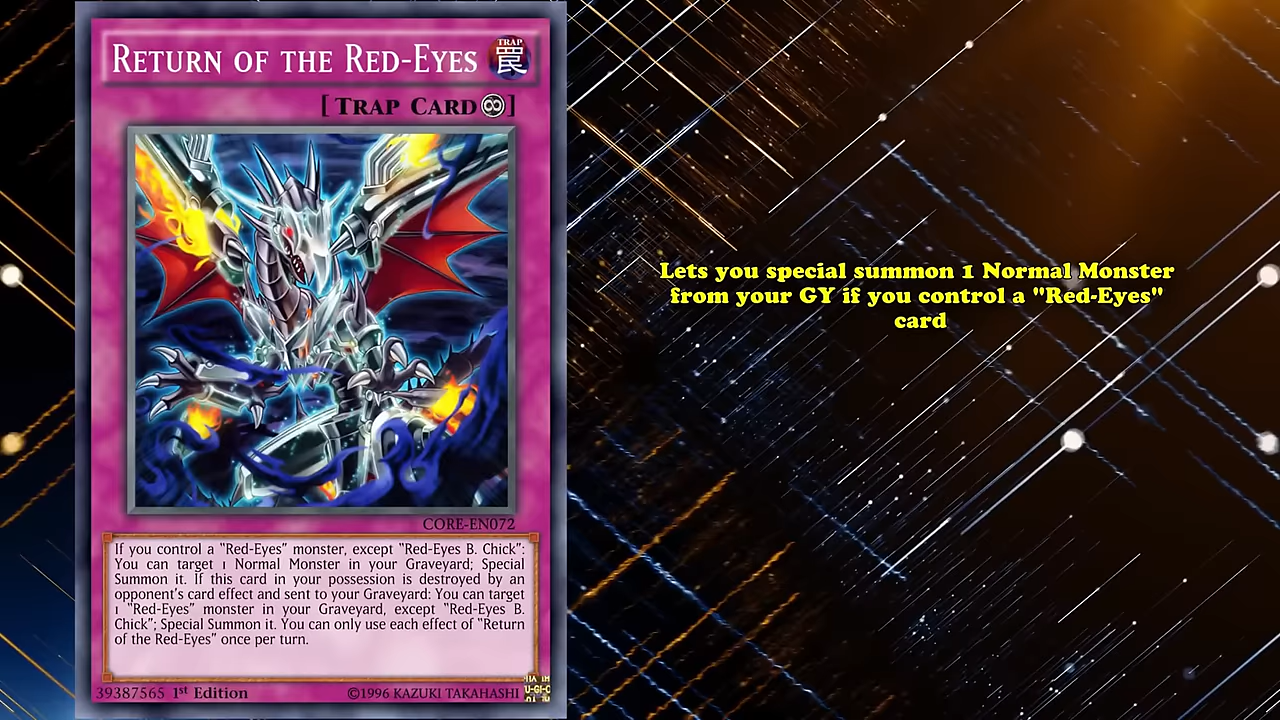 RETURN OF THE RED-EYES
TRAP
罠
[ TRAP CARD ]
CORE-EN072
If you control a "Red-Eyes" monster, except "Red-Eyes B. Chick":
You can target 1 Normal Monster in your Graveyard; Special
Summon it. If this card in your possession is destroyed by an
opponent's card effect and sent to your Graveyard: You can target
1 "Red-Eyes" monster in your Graveyard, except "Red-Eyes B.
Chick"; Special Summon it. You can only use each effect of "Return
of the Red-Eyes" once per turn.
39387565 1st Edition
©1996 KAZUKI TAKAHASHI
Lets you special summon 1 Normal Monster
from your GY if you control a "Red-Eyes"
card